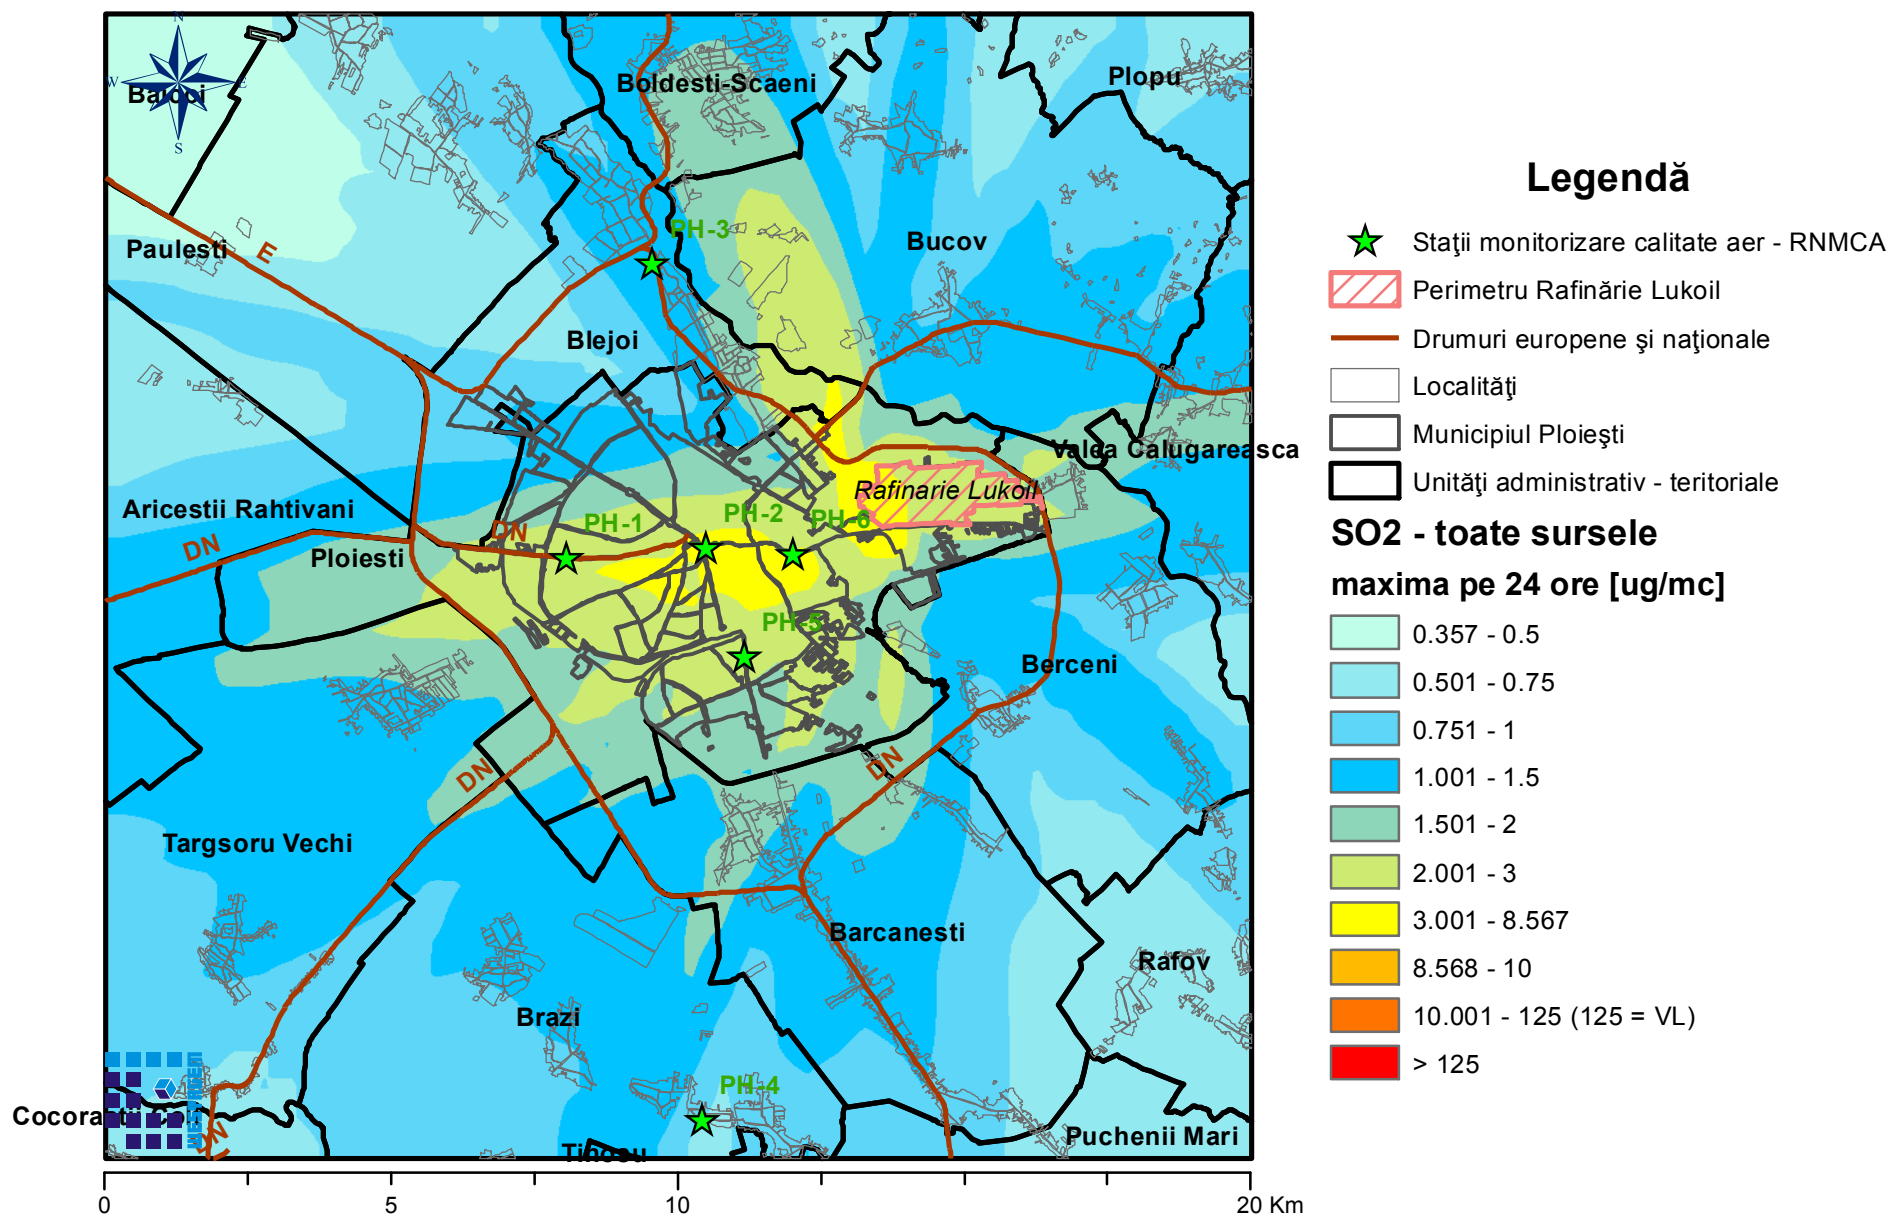 N
W
E
S
Baicoi
Boldesti-Scaeni
Plopu
PH-3
Bucov
Paulesti
E
Blejoi
Valea Calugareasca
Rafinarie Lukoil
Aricestii Rahtivani
DN
DN
PH-1
PH-2
PH-6
Ploiesti
PH-5
Berceni
DN
DN
Targsoru Vechi
Barcanesti
Rafov
Brazi
PH-4
Puchenii Mari
DN
0
5
10
20 Km
Legendă
Staţii monitorizare calitate aer - RNMCA
Perimetru Rafinărie Lukoil
Drumuri europene şi naţionale
Localităţi
Municipiul Ploieşti
Unităţi administrativ - teritoriale
SO2 - toate sursele
maxima pe 24 ore [ug/mc]
0.357 - 0.5
0.501 - 0.75
0.751 - 1
1.001 - 1.5
1.501 - 2
2.001 - 3
3.001 - 8.567
8.568 - 10
10.001 - 125 (125 = VL)
> 125